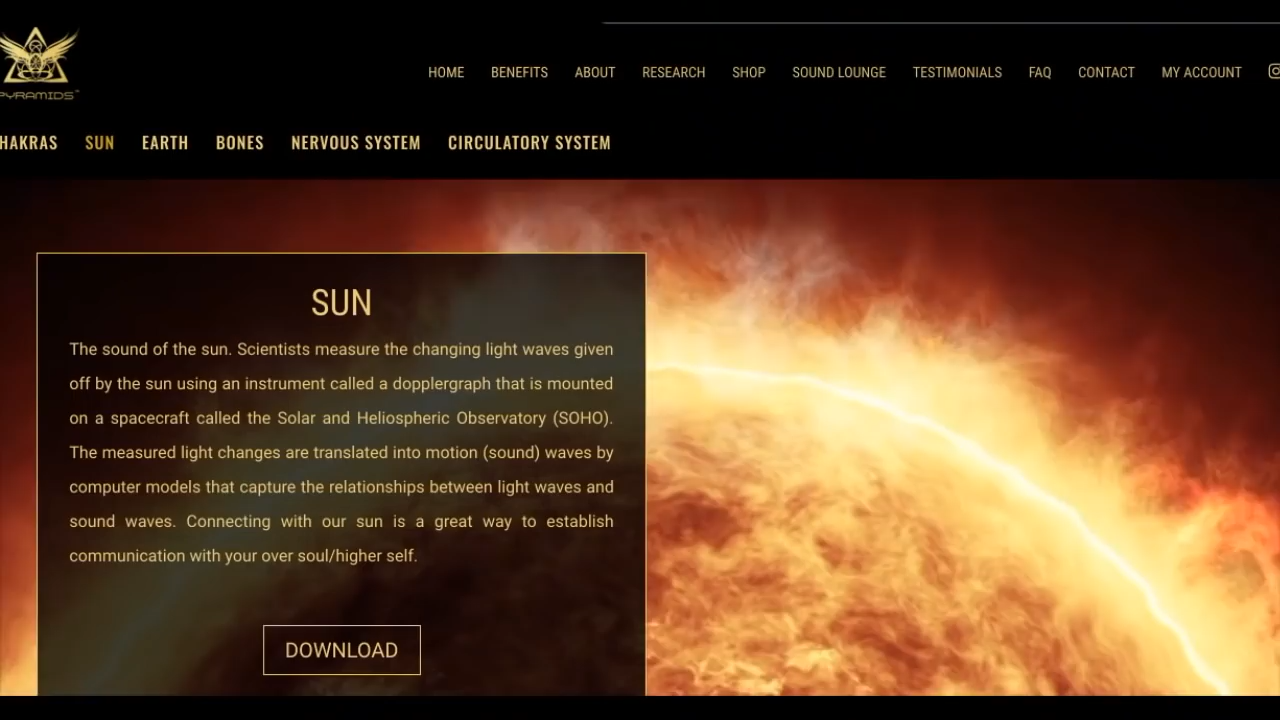 PYRAMIDS™
HOME BENEFITS ABOUT RESEARCH SHOP SOUND LOUNGE TESTIMONIALS FAQ CONTACT MY ACCOUNT
HAKRAS SUN EARTH BONES NERVOUS SYSTEM CIRCULATORY SYSTEM
SUN
The sound of the sun. Scientists measure the changing light waves given
off by the sun using an instrument called a dopplergraph that is mounted
on a spacecraft called the Solar and Heliospheric Observatory (SOHO).
The measured light changes are translated into motion (sound) waves by
computer models that capture the relationships between light waves and
sound waves. Connecting with our sun is a great way to establish
communication with your over soul/higher self.
DOWNLOAD